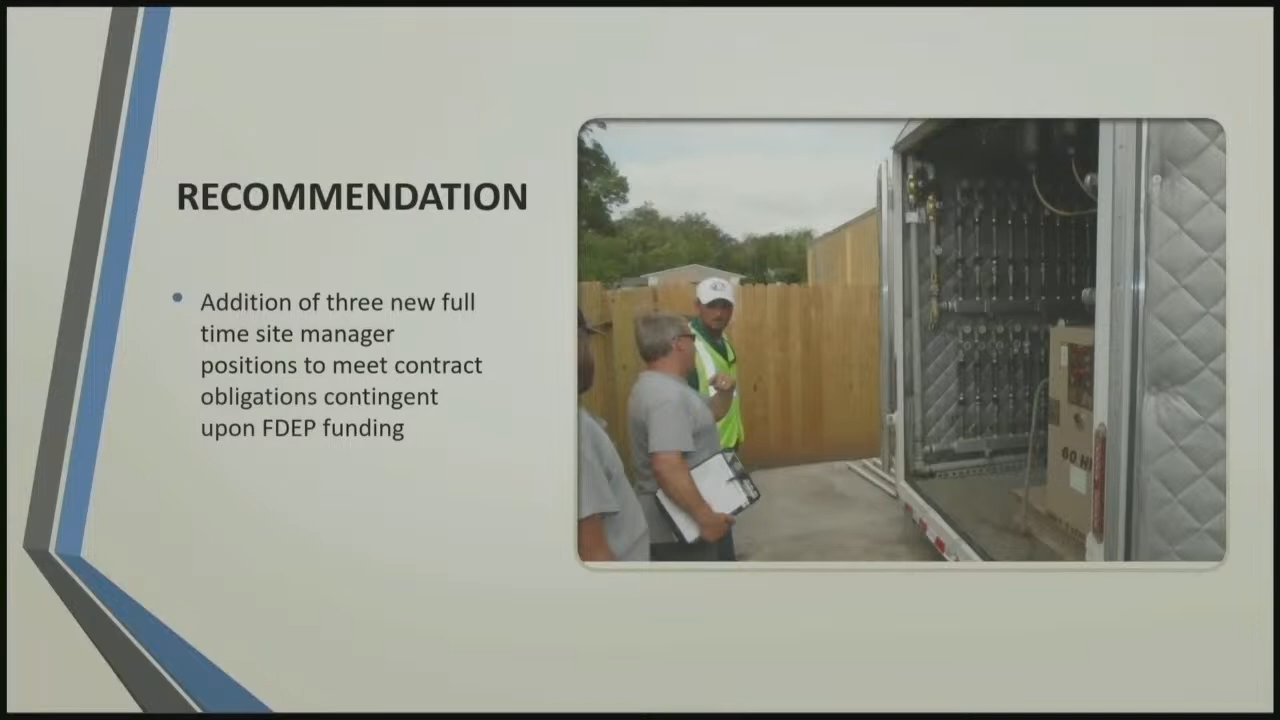 RECOMMENDATION
Addition of three new full
time site manager
positions to meet contract
obligations contingent
upon FDEP funding